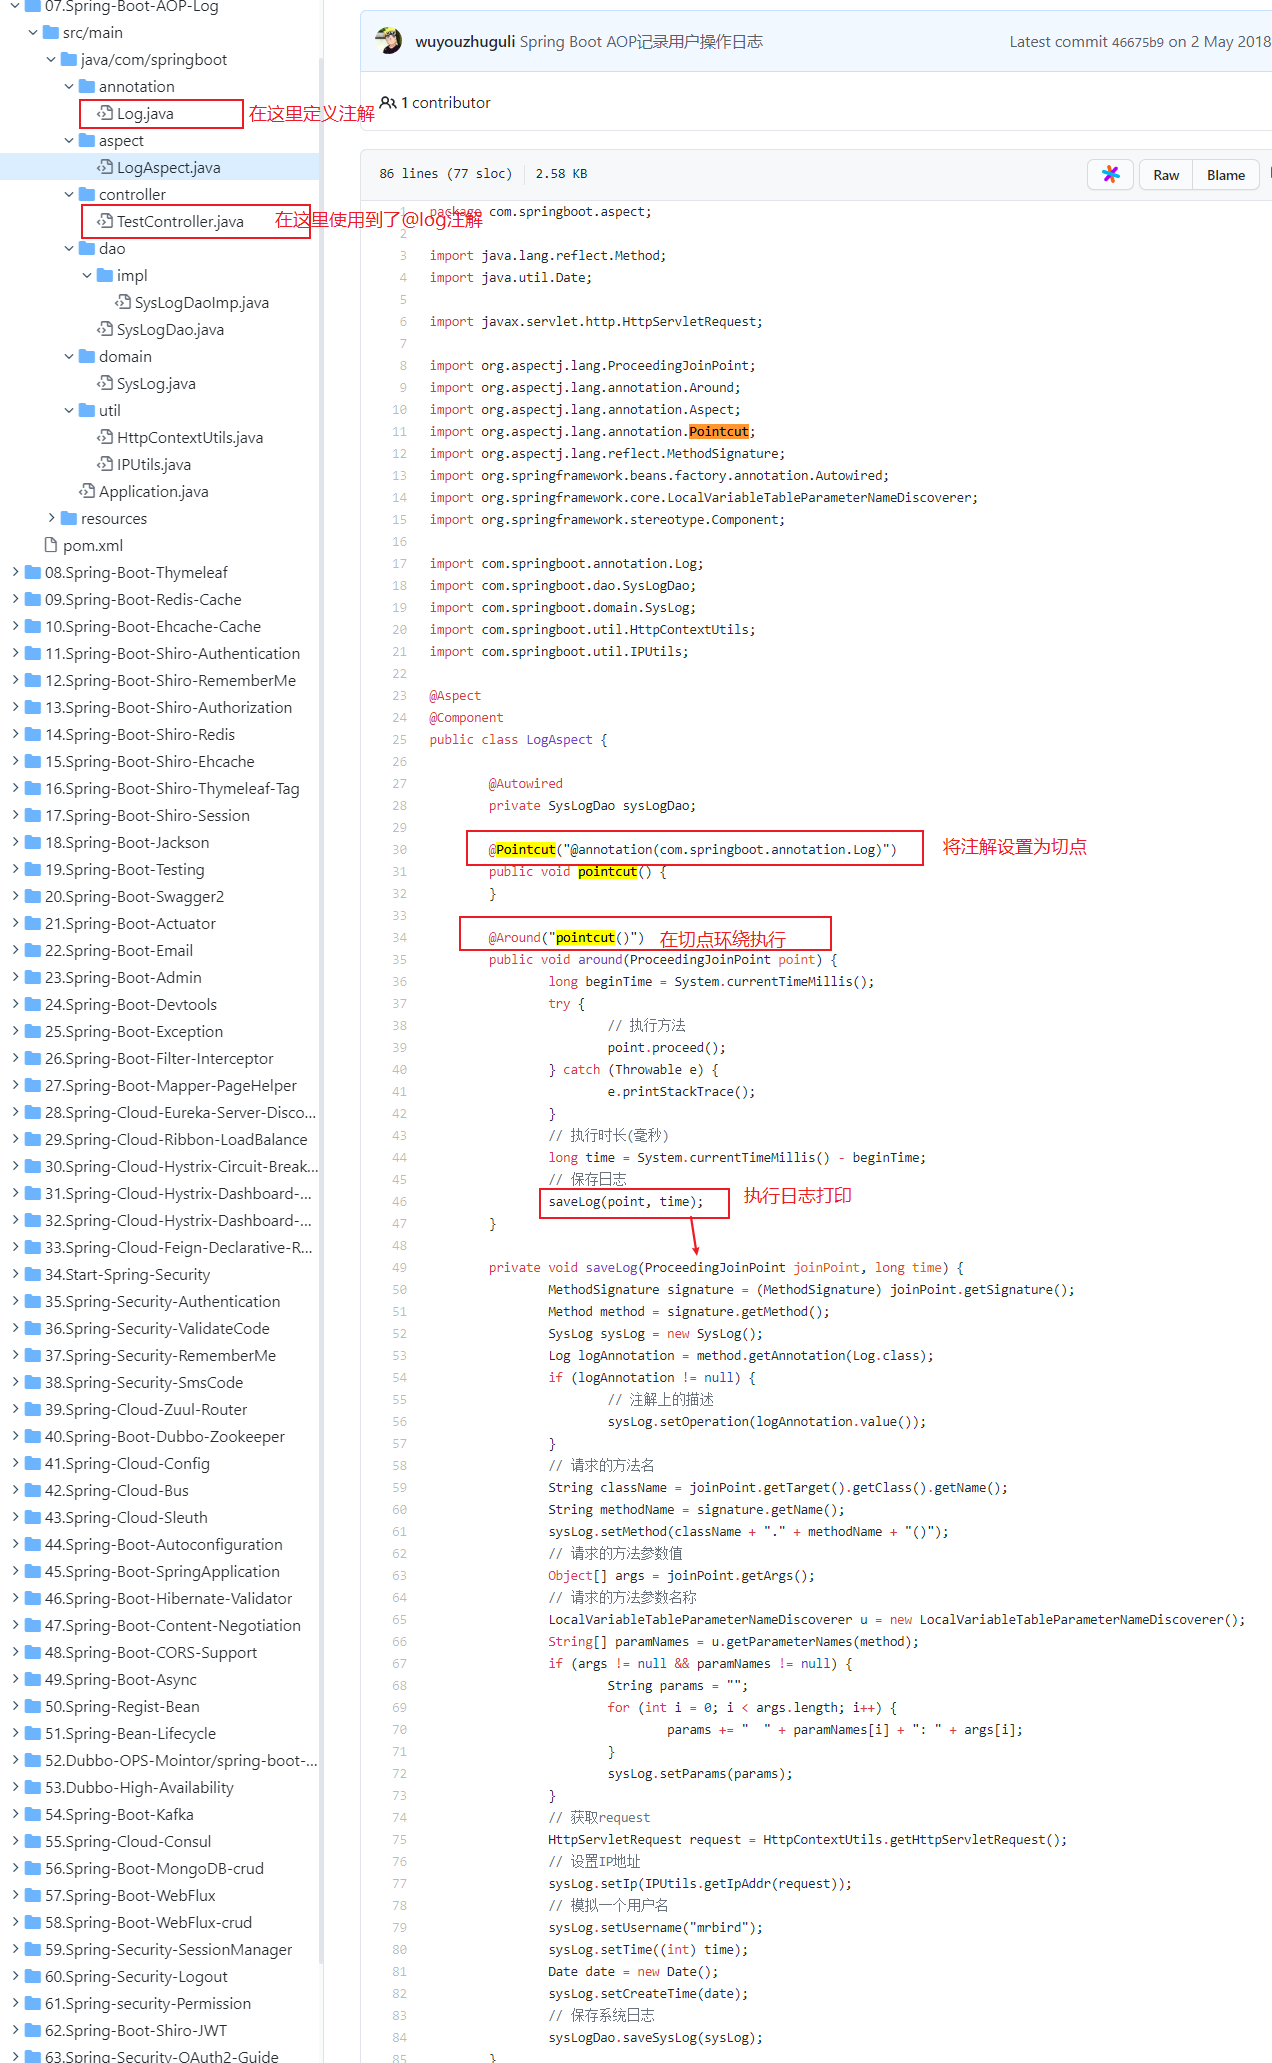 07.Spring-Boot-AOP-Log
src/main
java/com/springboot
annotation
Log.java
在这里定义注解
aspect
LogAspect.java
controller
TestController.java
在这里使用到了@log注解
dao
impl
SysLogDaoImp.java
SysLogDao.java
domain
SysLog.java
util
HttpContextUtils.java
IPUtils.java
Application.java
resources
pom.xml
08.Spring-Boot-Thymeleaf
09.Spring-Boot-Redis-Cache
10.Spring-Boot-Ehcache-Cache
11.Spring-Boot-Shiro-Authentication
12.Spring-Boot-Shiro-RememberMe
13.Spring-Boot-Shiro-Authorization
14.Spring-Boot-Shiro-Redis
15.Spring-Boot-Shiro-Ehcache
16.Spring-Boot-Shiro-Thymeleaf-Tag
17.Spring-Boot-Shiro-Session
18.Spring-Boot-Jackson
19.Spring-Boot-Testing
20.Spring-Boot-Swagger2
21.Spring-Boot-Actuator
22.Spring-Boot-Email
23.Spring-Boot-Admin
24.Spring-Boot-Devtools
25.Spring-Boot-Exception
26.Spring-Boot-Filter-Interceptor
27.Spring-Boot-Mapper-PageHelper
28.Spring-Cloud-Eureka-Server-Disco...
29.Spring-Cloud-Ribbon-LoadBalance
30.Spring-Cloud-Hystrix-Circuit-Break...
31.Spring-Cloud-Hystrix-Dashboard-...
32.Spring-Cloud-Hystrix-Dashboard-...
33.Spring-Cloud-Feign-Declarative-R...
34.Start-Spring-Security
35.Spring-Security-Authentication
36.Spring-Security-ValidateCode
37.Spring-Security-RememberMe
38.Spring-Security-SmsCode
39.Spring-Cloud-Zuul-Router
40.Spring-Boot-Dubbo-Zookeeper
41.Spring-Cloud-Config
42.Spring-Cloud-Bus
43.Spring-Cloud-Sleuth
44.Spring-Boot-Autoconfiguration
45.Spring-Boot-SpringApplication
46.Spring-Boot-Hibernate-Validator
47.Spring-Boot-Content-Negotiation
48.Spring-Boot-CORS-Support
49.Spring-Boot-Async
50.Spring-Regist-Bean
51.Spring-Bean-Lifecycle
52.Dubbo-OPS-Mointor/spring-boot-...
53.Dubbo-High-Availability
54.Spring-Boot-Kafka
55.Spring-Cloud-Consul
56.Spring-Boot-MongoDB-crud
57.Spring-Boot-WebFlux
58.Spring-Boot-WebFlux-crud
59.Spring-Security-SessionManager
60.Spring-Security-Logout
61.Spring-security-Permission
62.Spring-Boot-Shiro-JWT
63.Spring-Security-OAuth2-Guide
wuyouzhuguli Spring Boot AOP记录用户操作日志
Latest commit 46675b9 on 2 May 2018
1 contributor
86 lines (77 sloc) 2.58 KB
Raw Blame
1 package com.springboot.aspect;
2
3 import java.lang.reflect.Method;
4 import java.util.Date;
5
6 import javax.servlet.http.HttpServletRequest;
7
8 import org.aspectj.lang.ProceedingJoinPoint;
9 import org.aspectj.lang.annotation.Around;
10 import org.aspectj.lang.annotation.Aspect;
11 import org.aspectj.lang.annotation.Pointcut;
12 import org.aspectj.lang.reflect.MethodSignature;
13 import org.springframework.beans.factory.annotation.Autowired;
14 import org.springframework.core.LocalVariableTableParameterNameDiscoverer;
15 import org.springframework.stereotype.Component;
16
17 import com.springboot.annotation.Log;
18 import com.springboot.dao.SysLogDao;
19 import com.springboot.domain.SysLog;
20 import com.springboot.util.HttpContextUtils;
21 import com.springboot.util.IPUtils;
22
23 @Aspect
24 @Component
25 public class LogAspect {
26
27 @Autowired
28 private SysLogDao sysLogDao;
29
30 @Pointcut("@annotation(com.springboot.annotation.Log)") 将注解设置为切点
31 public void pointcut() {
32 }
33
34 @Around("pointcut()") 在切点环绕执行
35 public void around(ProceedingJoinPoint point) {
36 long beginTime = System.currentTimeMillis();
37 try {
38 // 执行方法
39 point.proceed();
40 } catch (Throwable e) {
41 e.printStackTrace();
42 }
43 // 执行时长(毫秒)
44 long time = System.currentTimeMillis() - beginTime;
45 // 保存日志
46 saveLog(point, time); 执行日志打印
47 }
48
49 private void saveLog(ProceedingJoinPoint joinPoint, long time) {
50 MethodSignature signature = (MethodSignature) joinPoint.getSignature();
51 Method method = signature.getMethod();
52 SysLog sysLog = new SysLog();
53 Log logAnnotation = method.getAnnotation(Log.class);
54 if (logAnnotation != null) {
55 // 注解上的描述
56 sysLog.setOperation(logAnnotation.value());
57 }
58 // 请求的方法名
59 String className = joinPoint.getTarget().getClass().getName();
60 String methodName = signature.getName();
61 sysLog.setMethod(className + "." + methodName + "()");
62 // 请求的方法参数值
63 Object[] args = joinPoint.getArgs();
64 // 请求的方法参数名称
65 LocalVariableTableParameterNameDiscoverer u = new LocalVariableTableParameterNameDiscoverer();
66 String[] paramNames = u.getParameterNames(method);
67 if (args != null && paramNames != null) {
68 String params = "";
69 for (int i = 0; i < args.length; i++) {
70 params += "  " + paramNames[i] + ": " + args[i];
71 }
72 sysLog.setParams(params);
73 }
74 // 获取request
75 HttpServletRequest request = HttpContextUtils.getHttpServletRequest();
76 // 设置IP地址
77 sysLog.setIp(IPUtils.getIpAddr(request));
78 // 模拟一个用户名
79 sysLog.setUsername("mrbird");
80 sysLog.setTime((int) time);
81 Date date = new Date();
82 sysLog.setCreateTime(date);
83 // 保存系统日志
84 sysLogDao.saveSysLog(sysLog);
85 }